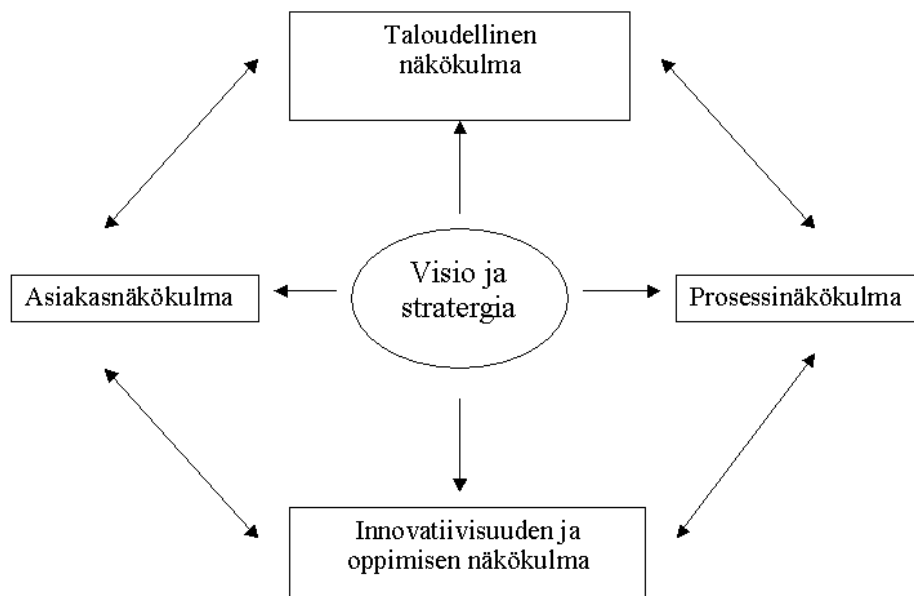 Taloudellinen
näkökulma
Visio ja
stratergia
Asiakasnäkökulma
Prosessinäkökulma
Innovatiivisuuden ja
oppimisen näkökulma